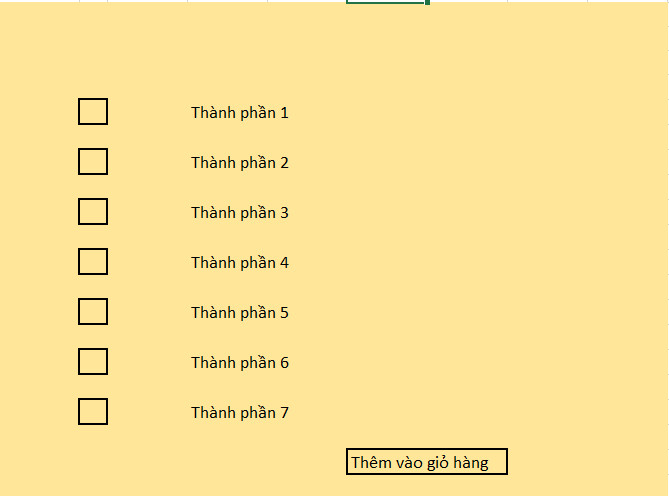 Thành phần 1
Thành phần 2
Thành phần 3
Thành phần 4
Thành phần 5
Thành phần 6
Thành phần 7
Thêm vào giỏ hàng